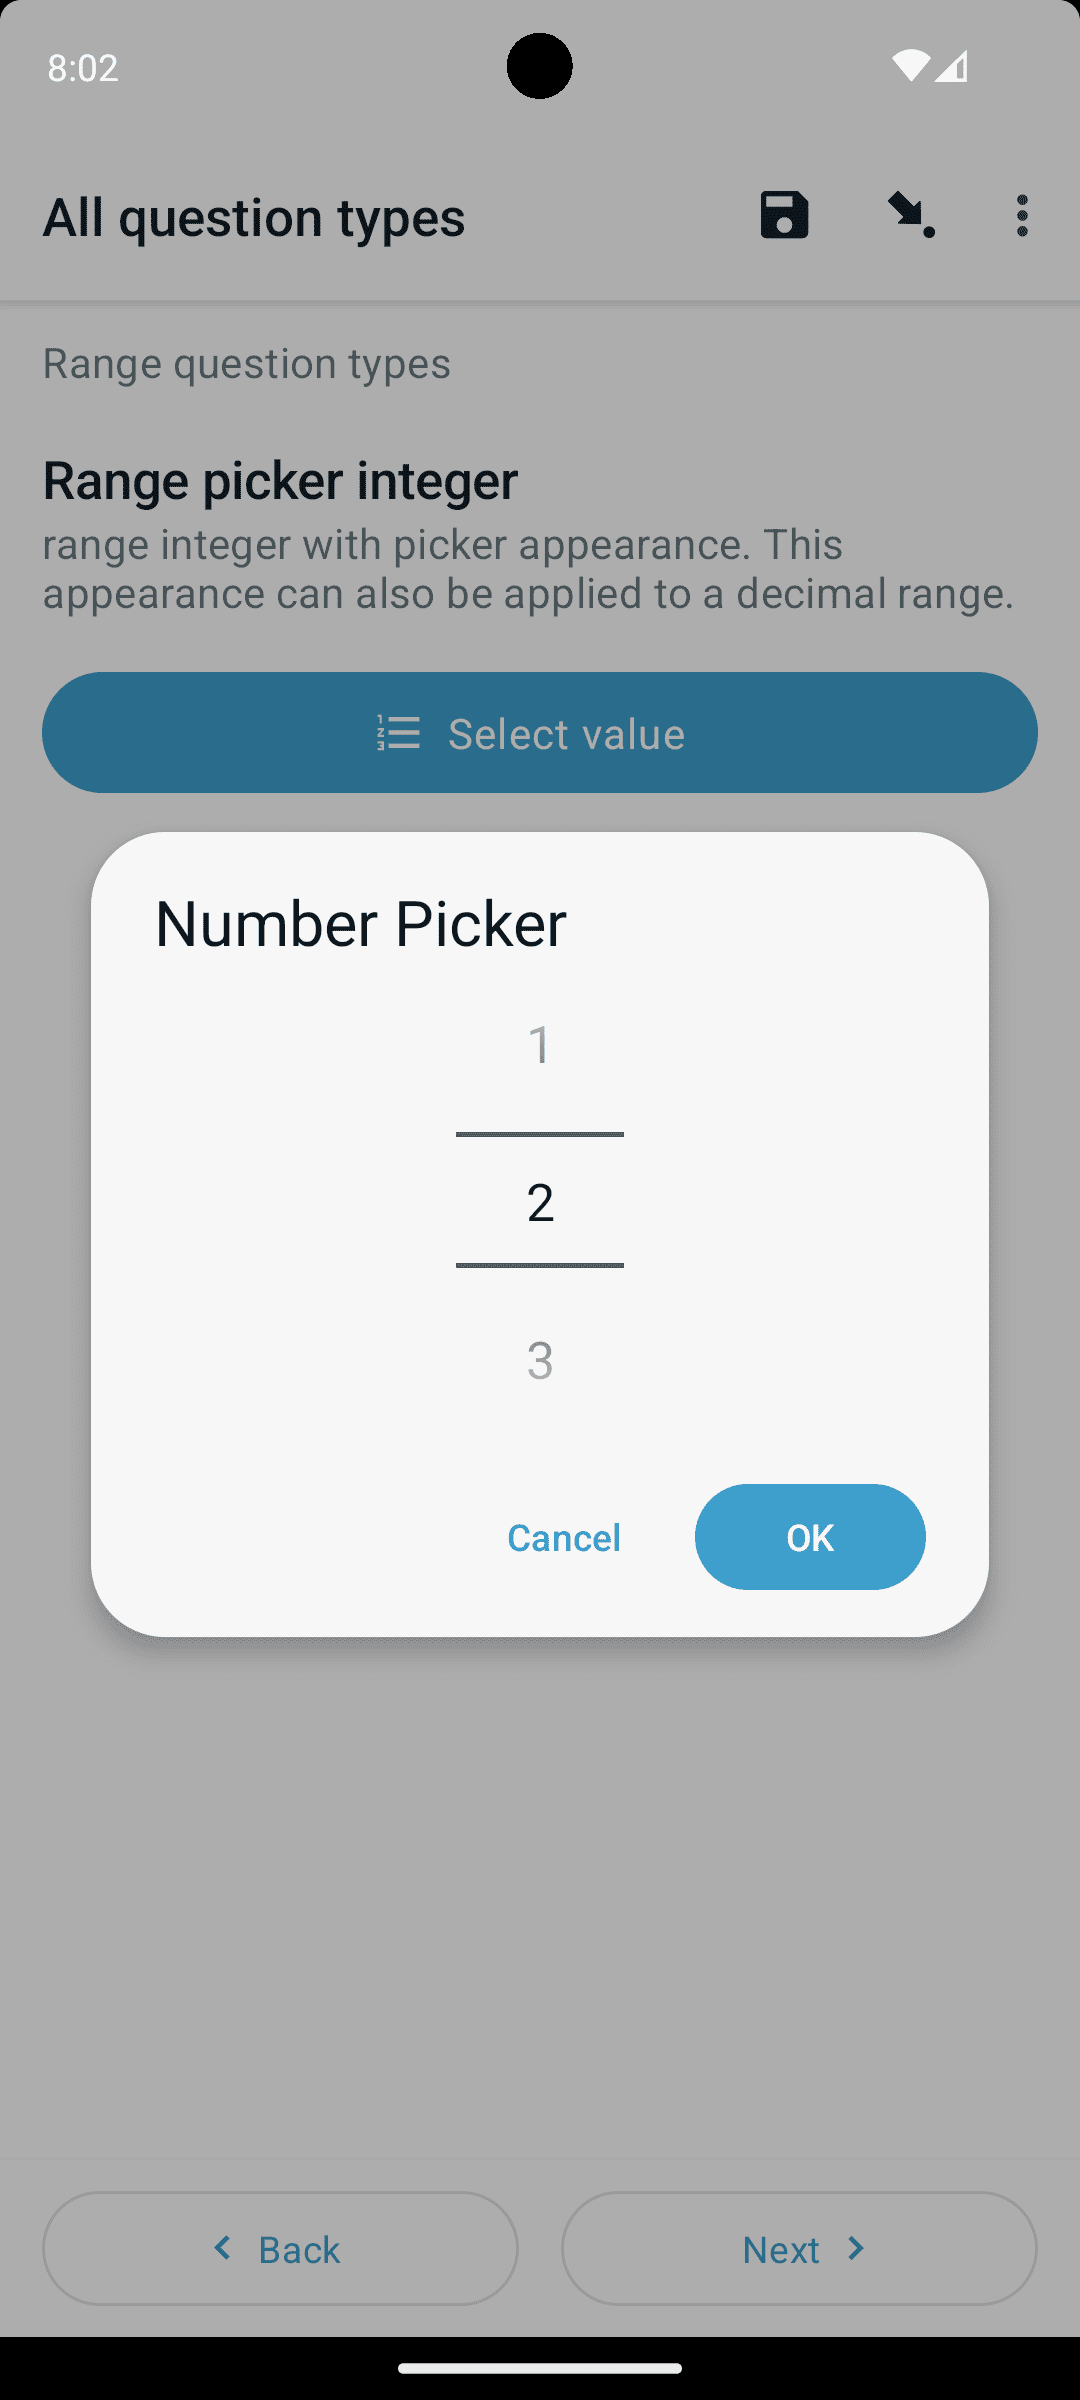 8:02
All question types
Range question types
Range picker integer
range integer with picker appearance. This
appearance can also be applied to a decimal range.
Select value
Number Picker
1
2
3
Cancel
OK
Back
Next